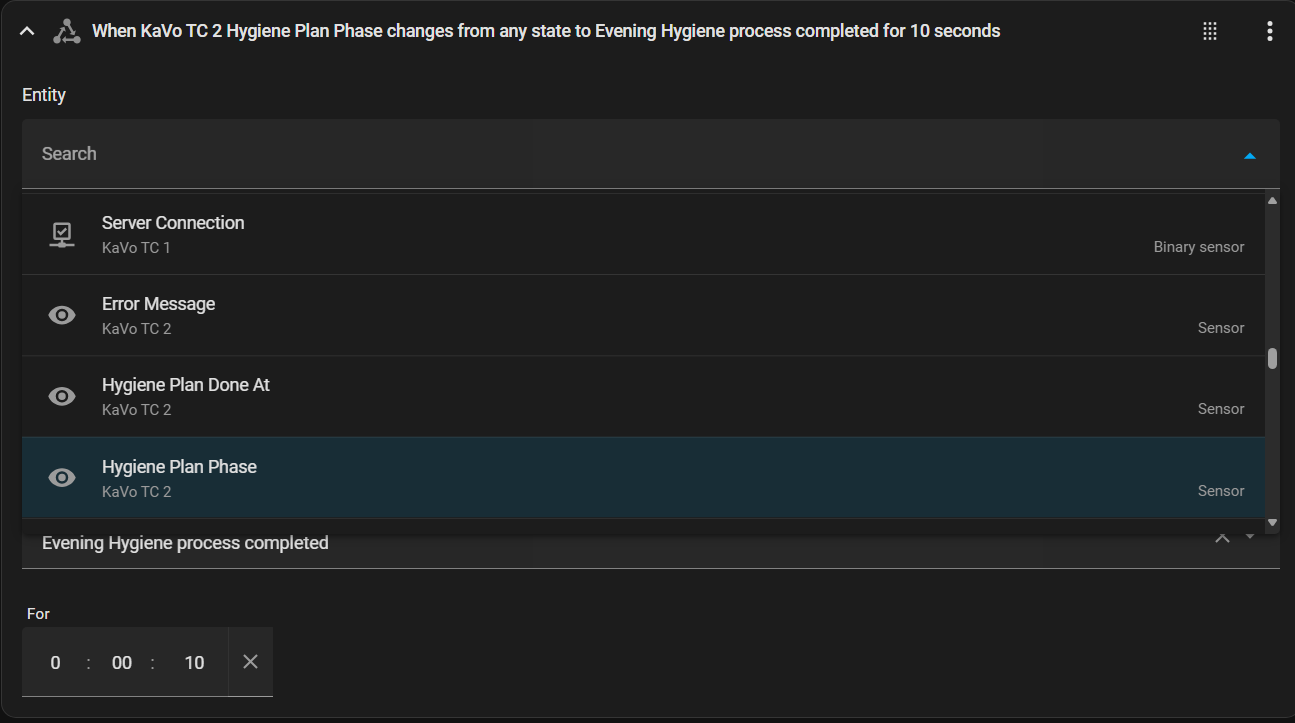 When KaVo TC 2 Hygiene Plan Phase changes from any state to Evening Hygiene process completed for 10 seconds
Entity
Search
Server Connection
KaVo TC 1
Binary sensor
Error Message
KaVo TC 2
Sensor
Hygiene Plan Done At
KaVo TC 2
Sensor
Hygiene Plan Phase
KaVo TC 2
Sensor
Evening Hygiene process completed
For
0 : 00 : 10